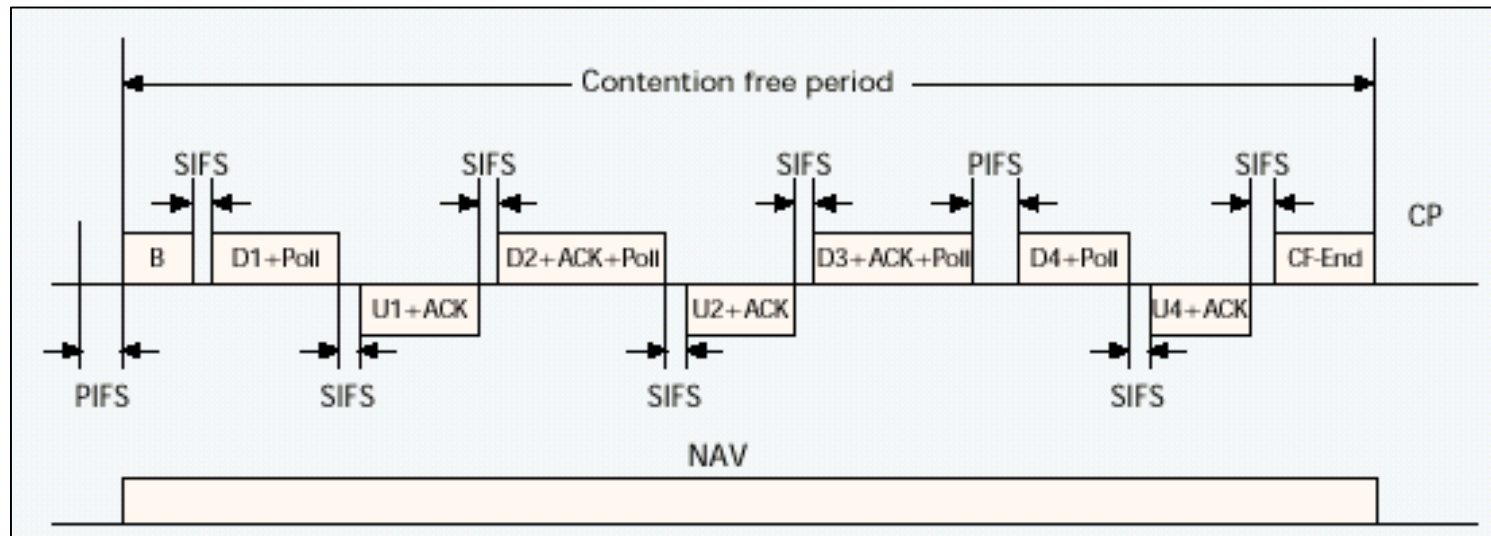 Contention free period
SIFS SIFS SIFS PIFS SIFS
CP
B D1+Poll D2+ACK+Poll D3+ACK+Poll D4+Poll CF-End
U1+ACK U2+ACK U4+ACK
PIFS SIFS SIFS SIFS
NAV